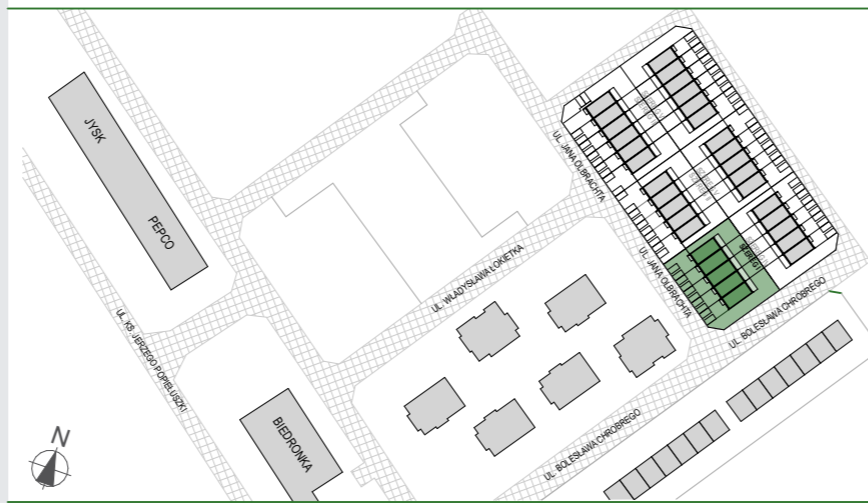 JYSK
PEPCO
UL. KS. JERZEGO POPIEŁUSZKI
BIEDRONKA
N
UL. WŁADYSŁAWA ŁOKIETKA
UL. JANA OLBRACHTA
UL. JANA OLBRACHTA
UL. BOLESŁAWA CHROBREGO
UL. BOLESŁAWA CHROBREGO